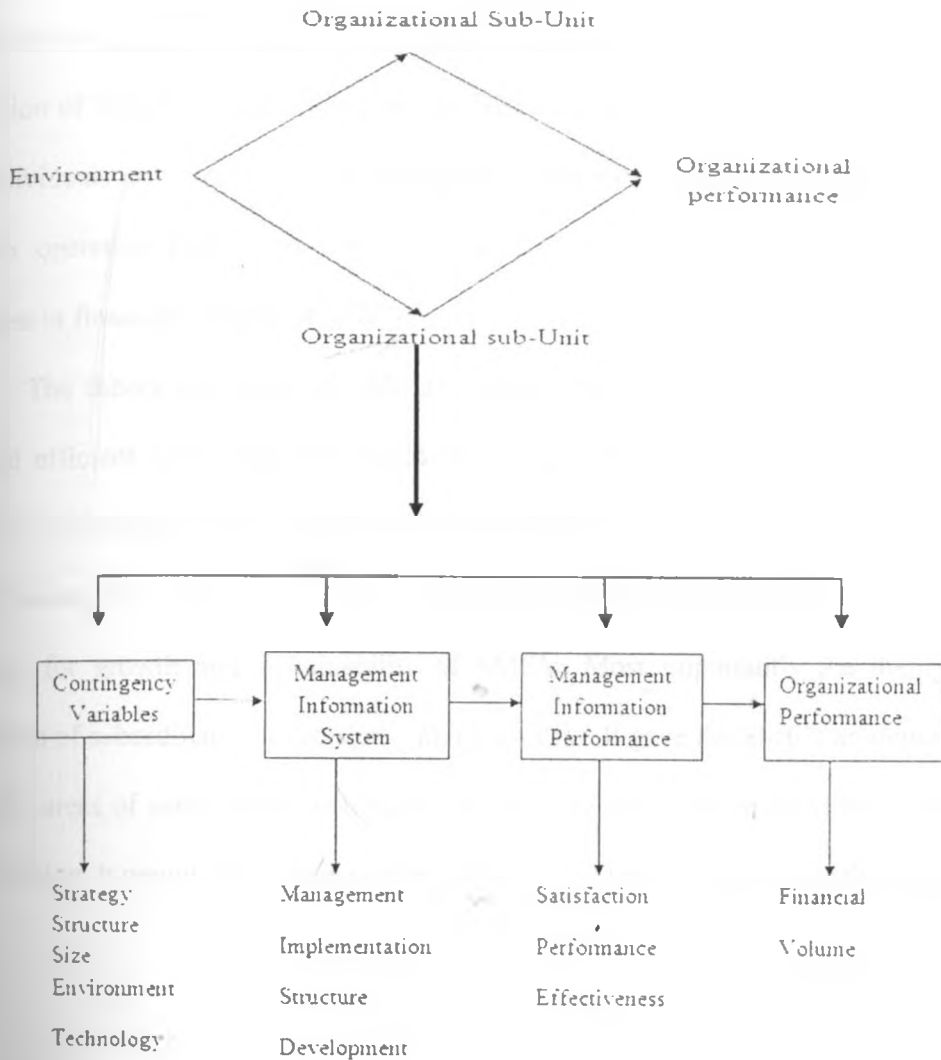 Organizational Sub-Unit
Environment
Organizational
performance
Organizational sub-Unit
Contingency
Variables
Management
Information
System
Management
Information
Performance
Organizational
Performance
Strategy
Structure
Size
Environment
Technology
Management
Implementation
Structure
Development
Satisfaction
Performance
Effectiveness
Financial
Volume